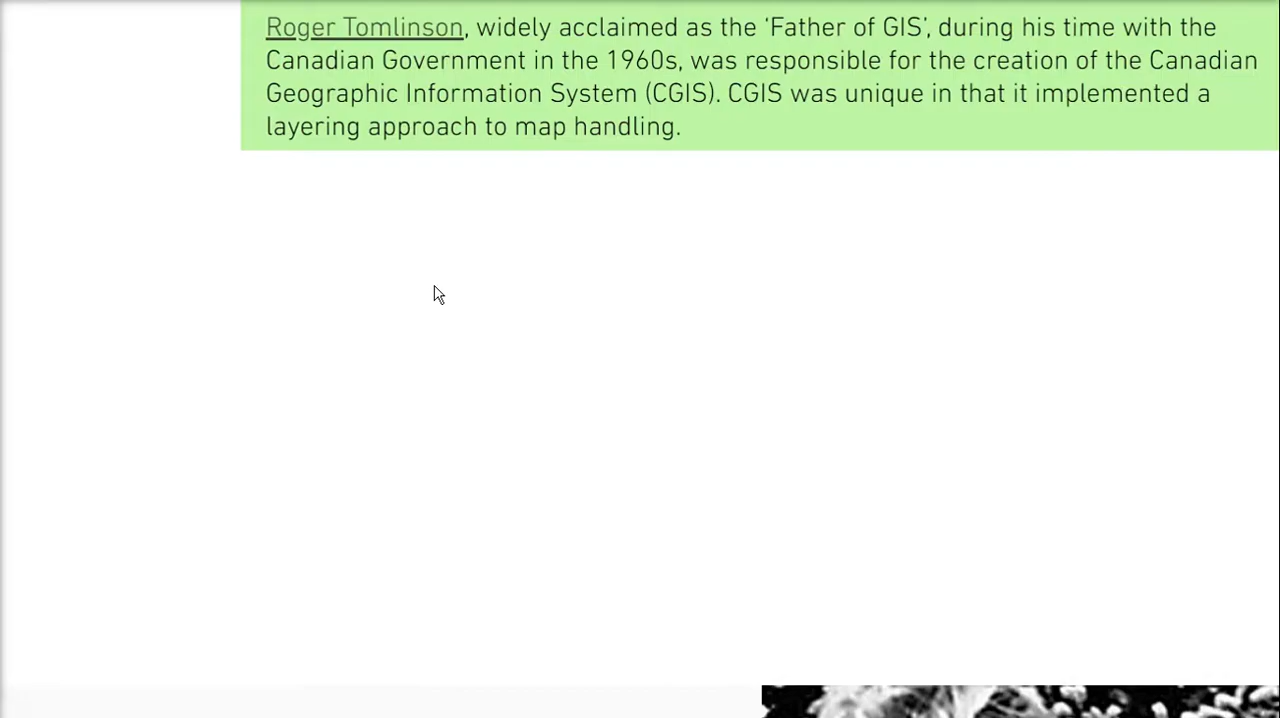 Roger Tomlinson, widely acclaimed as the ‘Father of GIS’, during his time with the
Canadian Government in the 1960s, was responsible for the creation of the Canadian
Geographic Information System (CGIS). CGIS was unique in that it implemented a
layering approach to map handling.